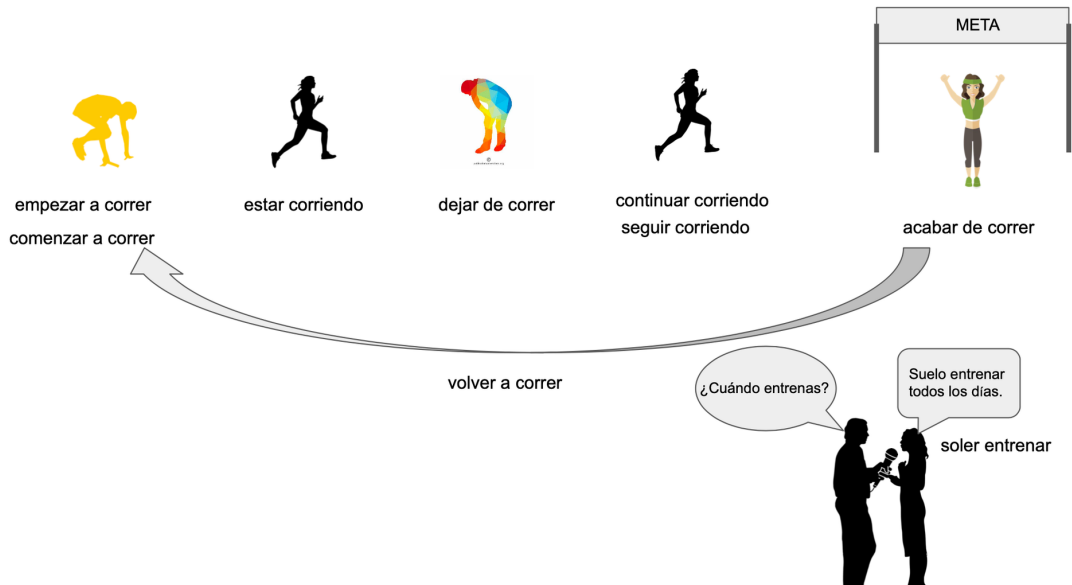 META
empezar a correr
comenzar a correr
estar corriendo
dejar de correr
continuar corriendo
seguir corriendo
acabar de correr
volver a correr
¿Cuándo entrenas?
Suelo entrenar
todos los días.
soler entrenar